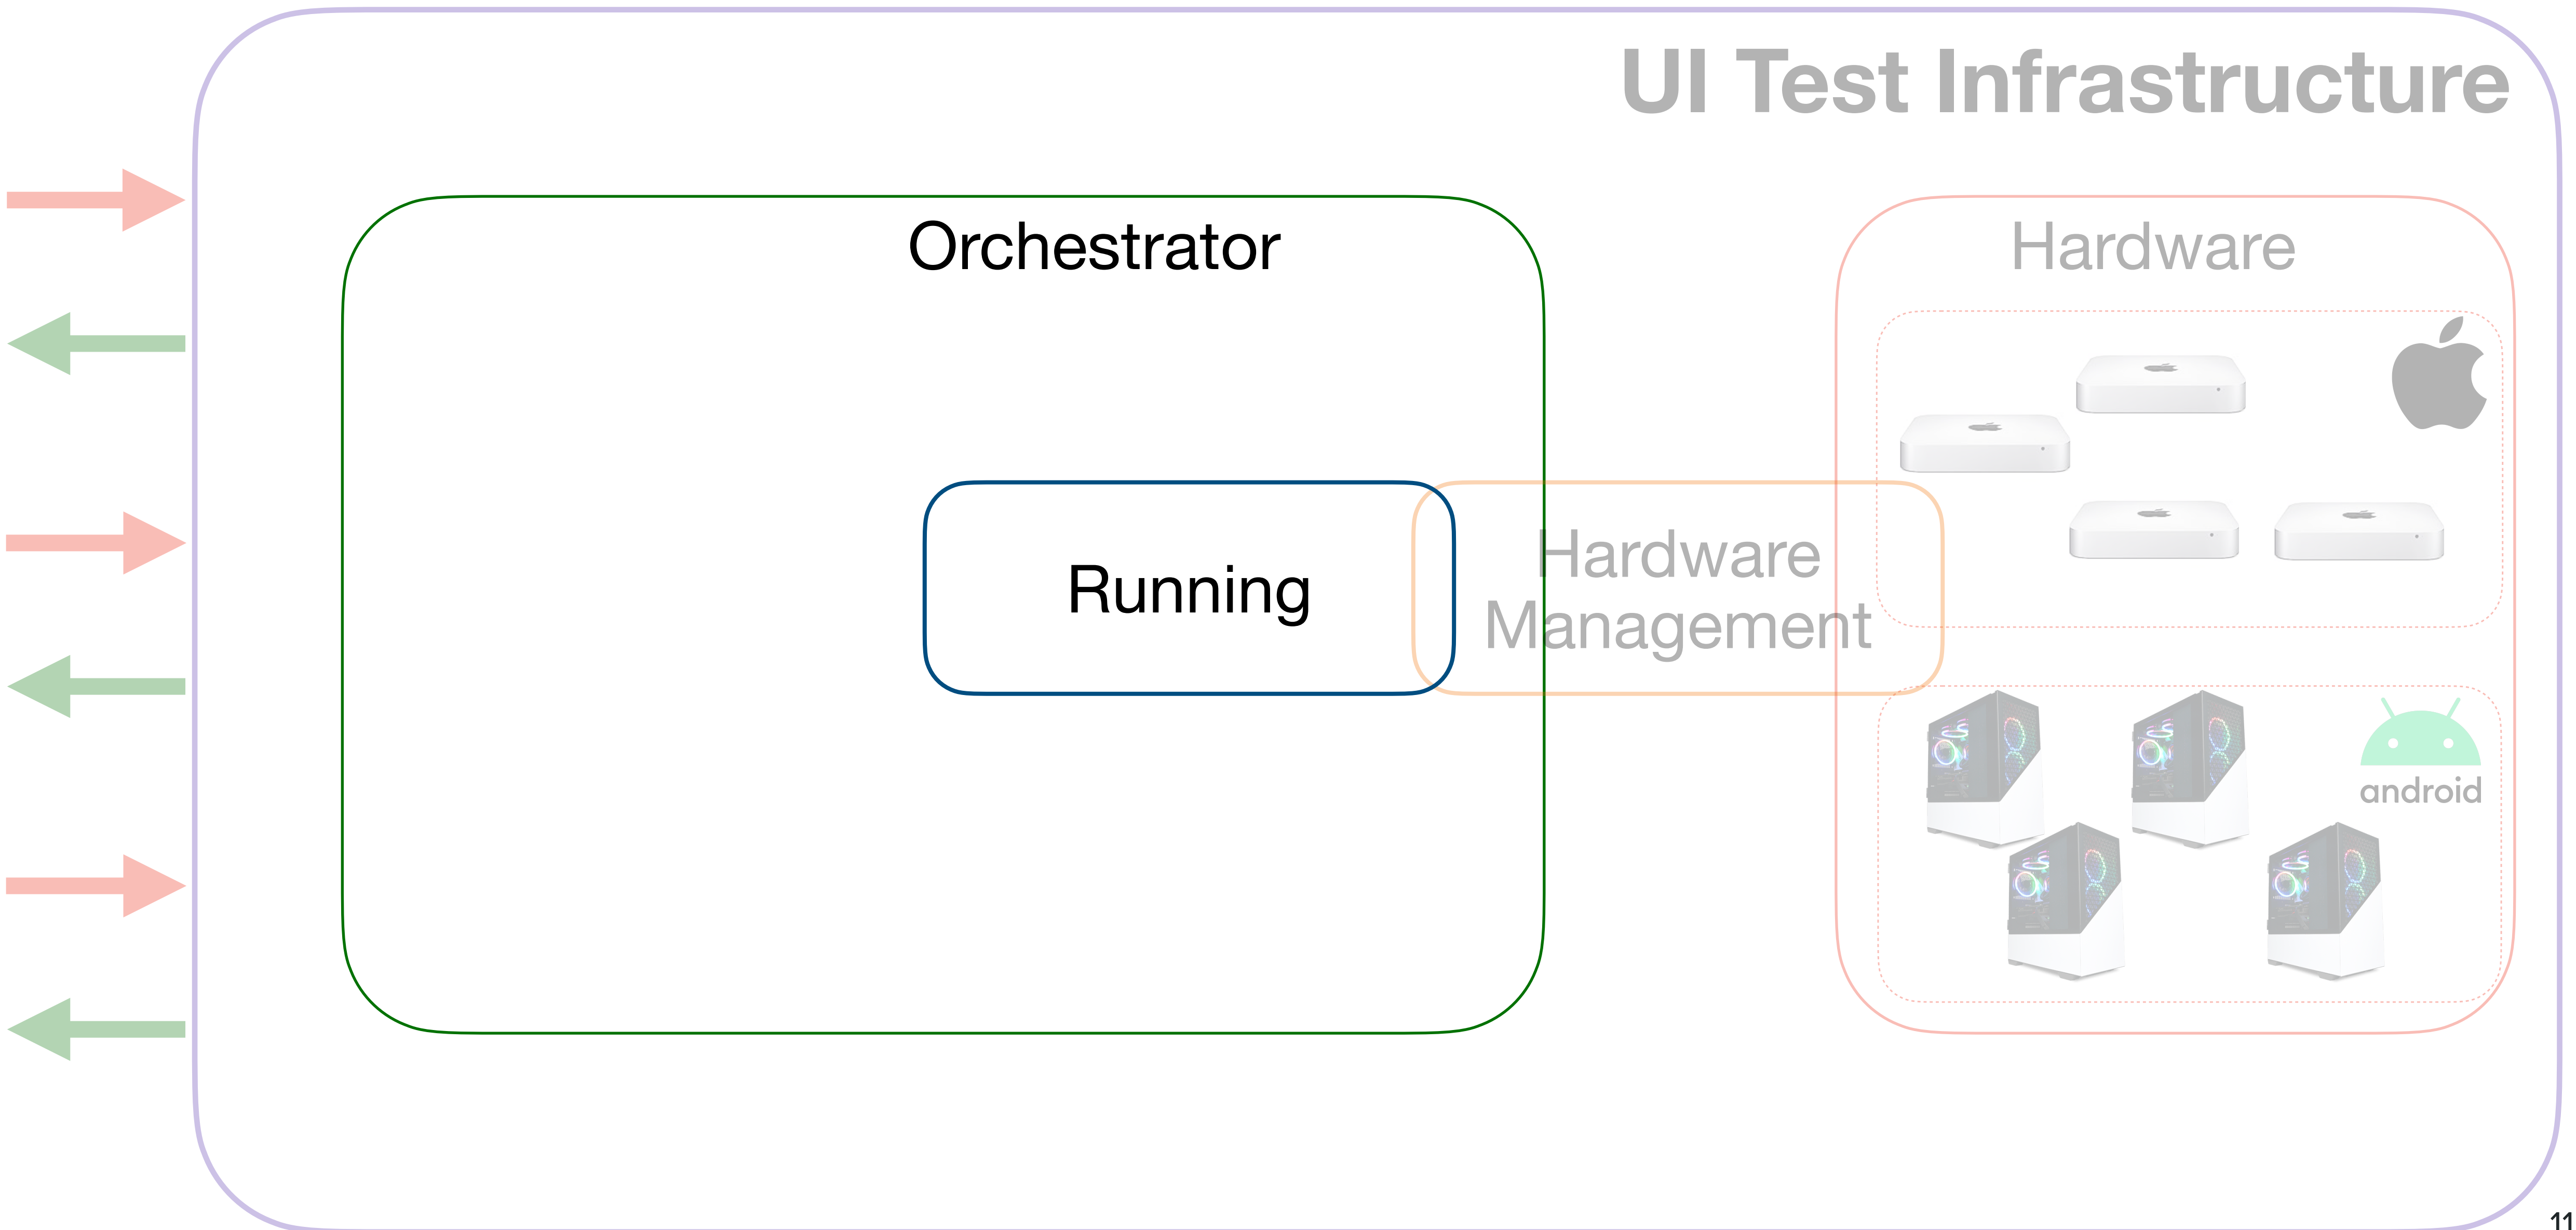 UI Test Infrastructure
Orchestrator
Hardware
Running
Hardware
Management
android
11